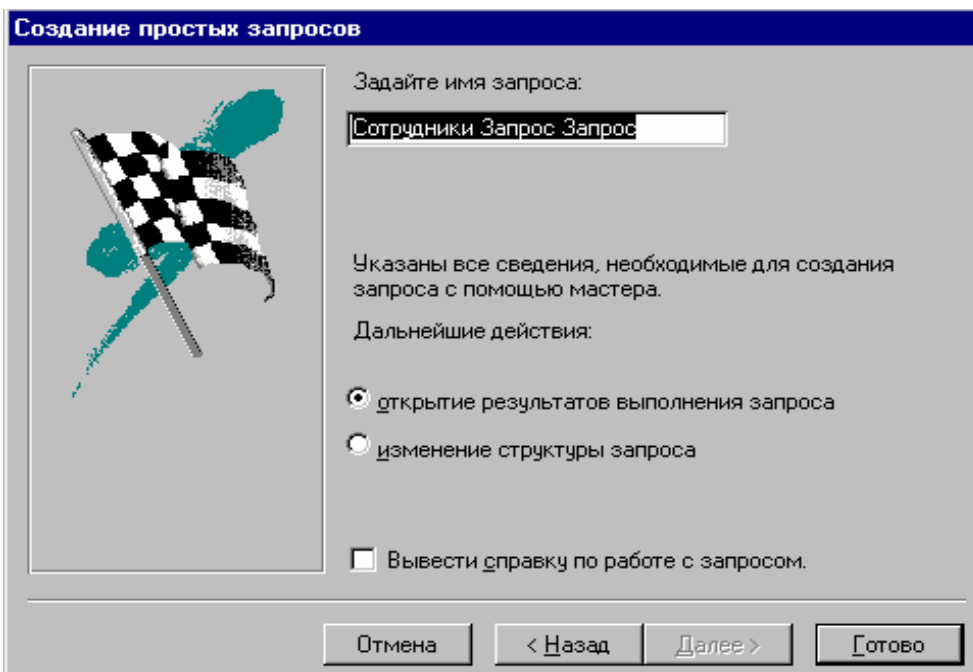 Создание простых запросов
Задайте имя запроса:
Сотрудники Запрос Запрос
Указаны все сведения, необходимые для создания
запроса с помощью мастера.
Дальнейшие действия:
открытие результатов выполнения запроса
изменение структуры запроса
Вывести справку по работе с запросом.
Отмена
< Назад
Далее >
Готово